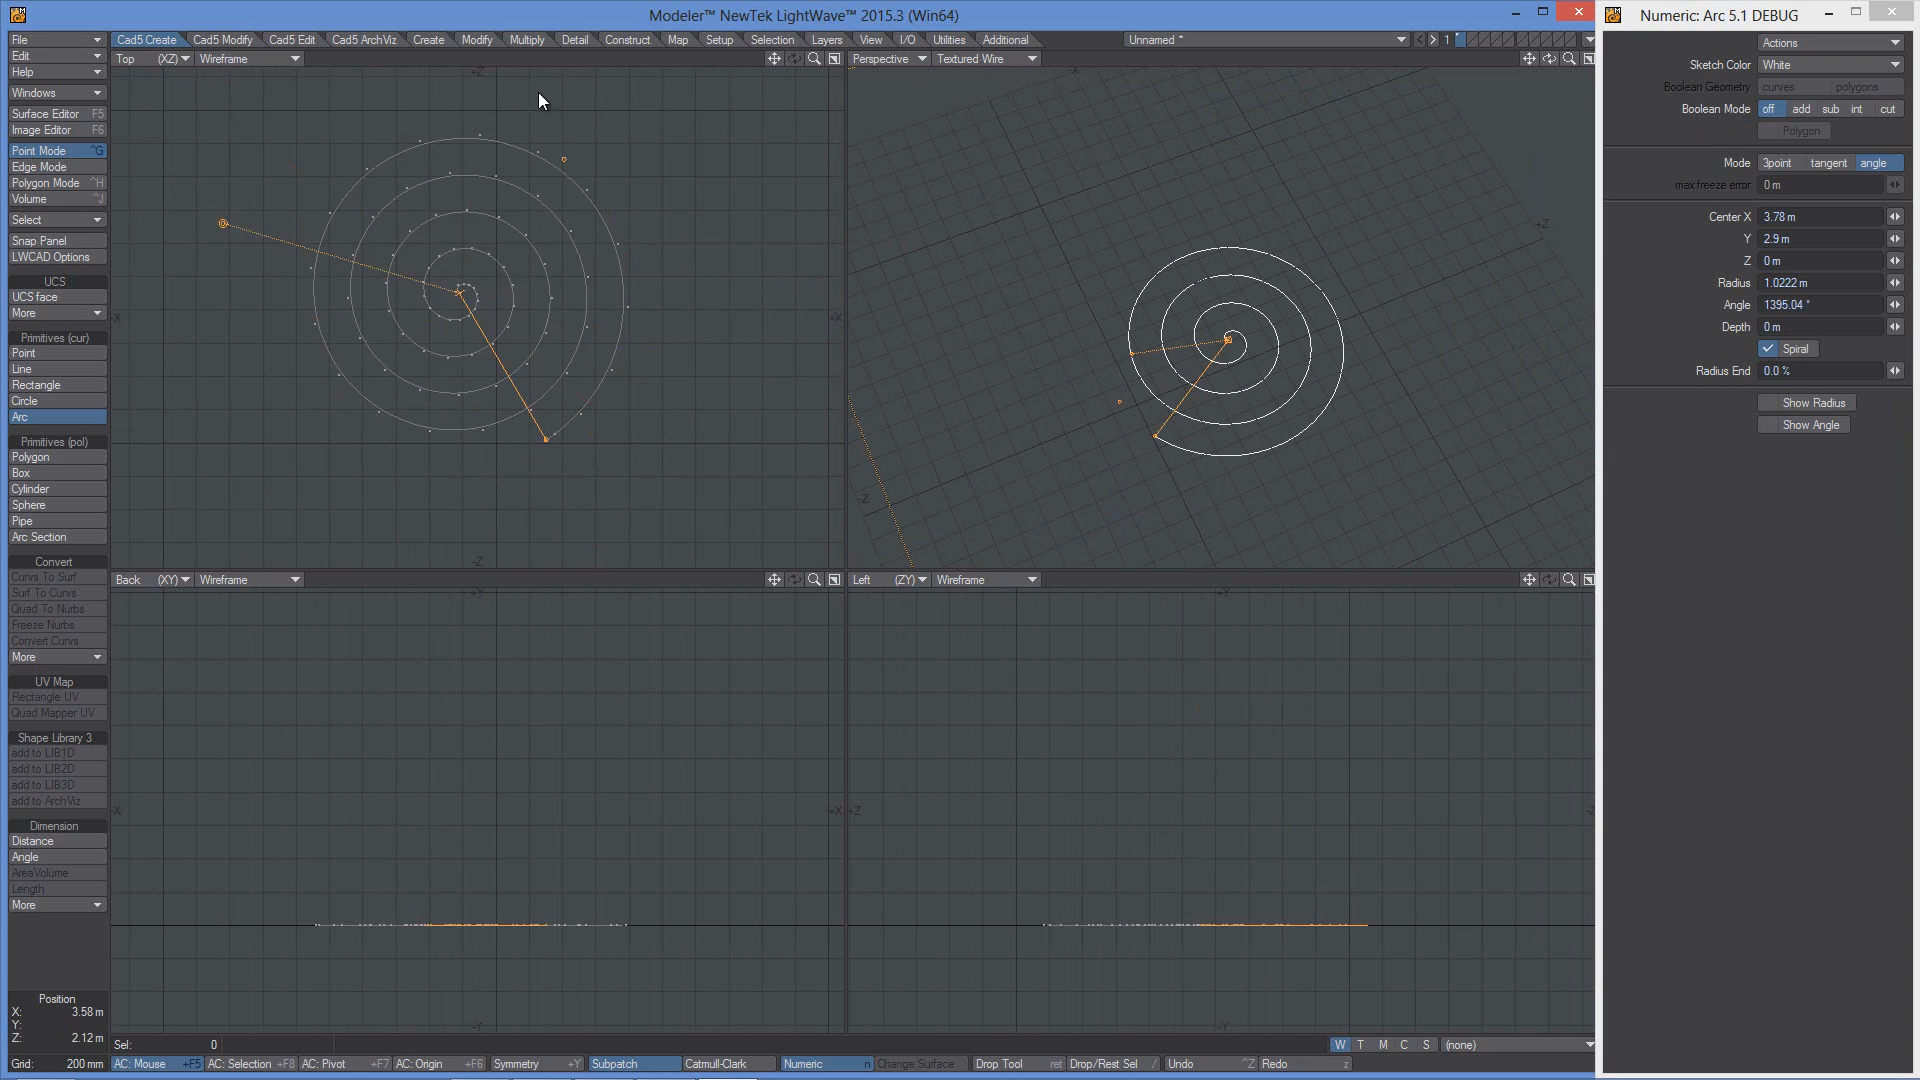 Modeler™ NewTek LightWave™ 2015.3 (Win64)
Numeric: Arc 5.1 DEBUG
File
Cad5 Create Cad5 Modify Cad5 Edit Cad5 ArchViz Create Modify Multiply Detail Construct Map Setup Selection Layers View I/O Utilities Additional
Unnamed * 1
Edit
Help
Windows
Surface Editor F5
Image Editor F6
Point Mode ^G
Edge Mode
Polygon Mode ^H
Volume ^J
Select
Snap Panel
LWCAD Options
UCS
UCS face
More
Primitives (cur)
Point
Line
Rectangle
Circle
Arc
Primitives (pol)
Polygon
Box
Cylinder
Sphere
Pipe
Arc Section
Convert
Curvs To Surf
Surf To Curvs
Quad To Nurbs
Freeze Nurbs
Convert Curvs
More
UV Map
Rectangle UV
Quad Mapper UV
Shape Library 3
add to LIB1D
add to LIB2D
add to LIB3D
add to ArchViz
Dimension
Distance
Angle
AreaVolume
Length
More
Position
X: 3.58 m
Y:
Z: 2.12 m
Grid: 200 mm
Top (XZ) Wireframe
+Z
-X +X
-Z
Perspective Textured Wire
-X
+Z
-Z
Back (XY) Wireframe
+Y
-X +X
-Y
Left (ZY) Wireframe
+Y
+Z -Z
-Y
Sel: 0
W T M C S (none)
AC: Mouse +F5 AC: Selection +F8 AC: Pivot +F7 AC: Origin +F6 Symmetry +Y Subpatch Catmull-Clark Numeric n Change Surface Drop Tool ret Drop/Rest Sel / Undo ^Z Redo z
Actions
Sketch Color White
Boolean Geometry curves polygons
Boolean Mode off add sub int cut
Polygon
Mode 3point tangent angle
max freeze error 0 m
Center X 3.78 m
Y 2.9 m
Z 0 m
Radius 1.0222 m
Angle 1395.04 °
Depth 0 m
Spiral
Radius End 0.0 %
Show Radius
Show Angle